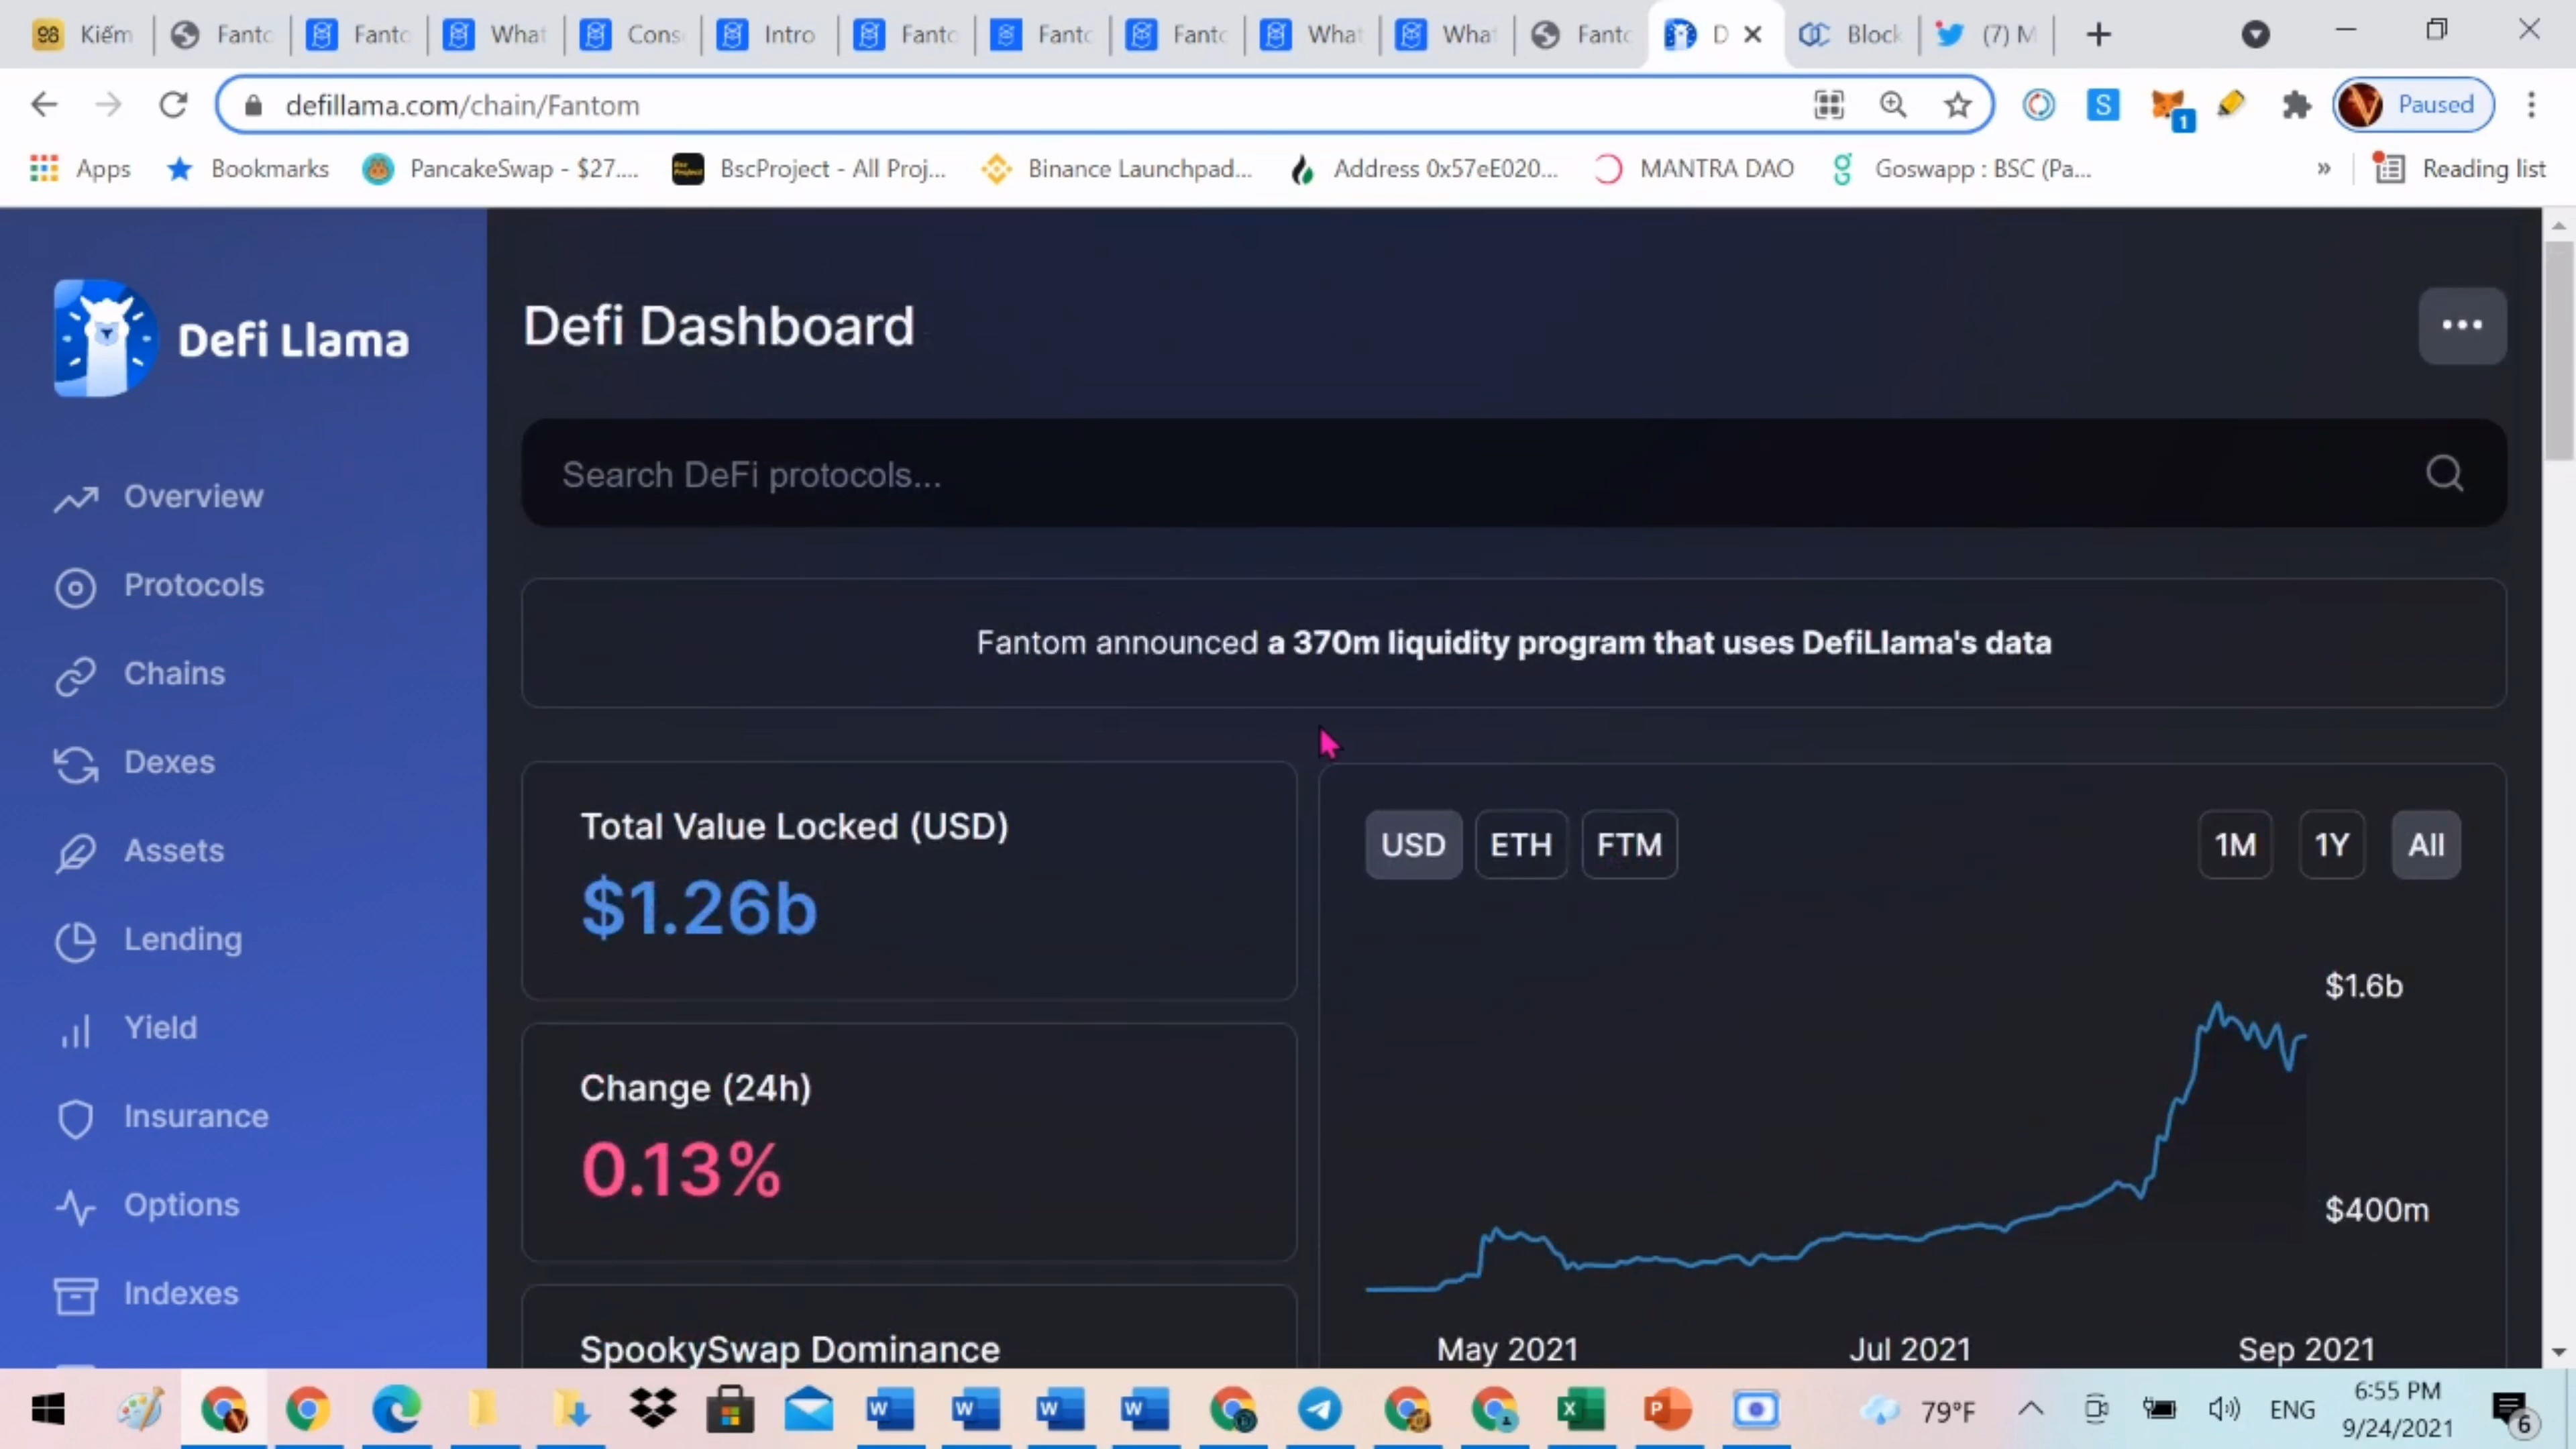 98 Kiếm
Fantc
Fantc
What
Cons
Intro
Fantc
Fantc
Fantc
What
What
Fantc
D
Block
(7) M
defillama.com/chain/Fantom
S
1
V Paused
Apps
Bookmarks
PancakeSwap - $27....
BscProject - All Proj...
Binance Launchpad...
Address 0x57eE020...
MANTRA DAO
Goswapp : BSC (Pa...
»
Reading list
Defi Llama
Overview
Protocols
Chains
Dexes
Assets
Lending
Yield
Insurance
Options
Indexes
Defi Dashboard
Search DeFi protocols...
Fantom announced a 370m liquidity program that uses DefiLlama's data
Total Value Locked (USD)
$1.26b
Change (24h)
0.13%
SpookySwap Dominance
USD ETH FTM
1M 1Y All
$1.6b
$400m
May 2021 Jul 2021 Sep 2021
W W W W X P
79°F
ENG
6:55 PM
9/24/2021
6